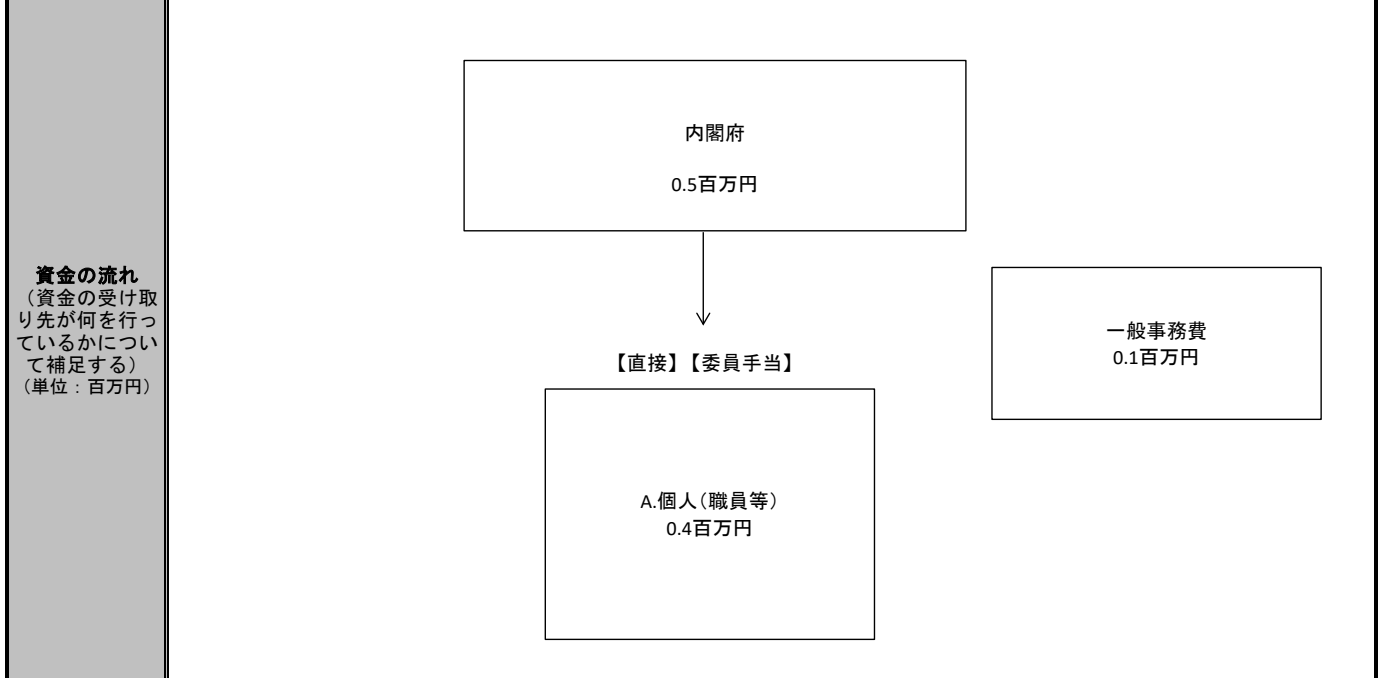 資金の流れ
（資金の受け取
り先が何を行っ
ているかについ
て補足する）
（単位：百万円）
内閣府
0.5百万円
【直接】【委員手当】
A.個人（職員等）
0.4百万円
一般事務費
0.1百万円